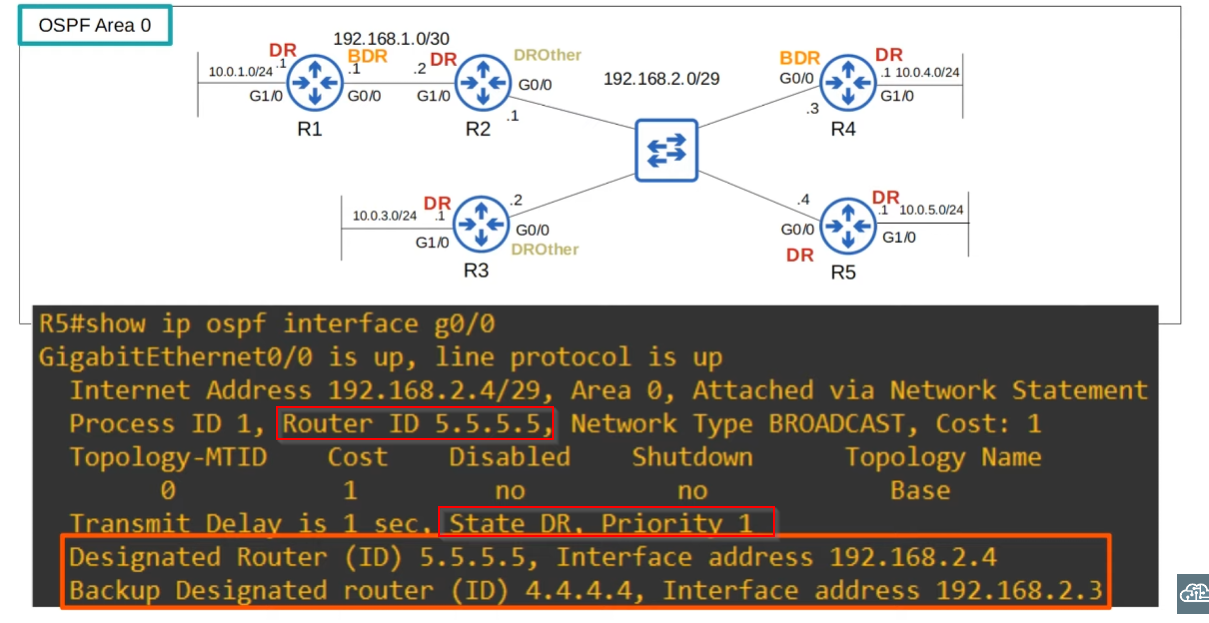 OSPF Area 0
192.168.1.0/30
DR
BDR
DR
DROther
BDR
DR
10.0.1.0/24
.1
.1
.2
G0/0
192.168.2.0/29
G0/0
.1
10.0.4.0/24
G1/0
G0/0
G1/0
.1
.3
G1/0
R1
R2
R4
DR
.2
.4
DR
10.0.3.0/24
.1
.1
10.0.5.0/24
G1/0
G0/0
G0/0
G1/0
DROther
DR
R3
R5
R5#show ip ospf interface g0/0
GigabitEthernet0/0 is up, line protocol is up
Internet Address 192.168.2.4/29, Area 0, Attached via Network Statement
Process ID 1, Router ID 5.5.5.5, Network Type BROADCAST, Cost: 1
Topology-MTID Cost Disabled Shutdown Topology Name
0 1 no no Base
Transmit Delay is 1 sec, State DR, Priority 1
Designated Router (ID) 5.5.5.5, Interface address 192.168.2.4
Backup Designated router (ID) 4.4.4.4, Interface address 192.168.2.3